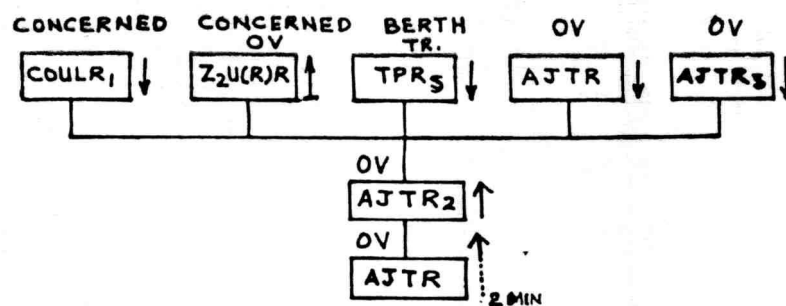 CONCERNED CONCERNED OV BERTH TR. OV OV
COULR₁ Z₂U(R)R TPR₅ AJTR AJTR₃
OV
AJTR₂
OV
AJTR
2 MIN